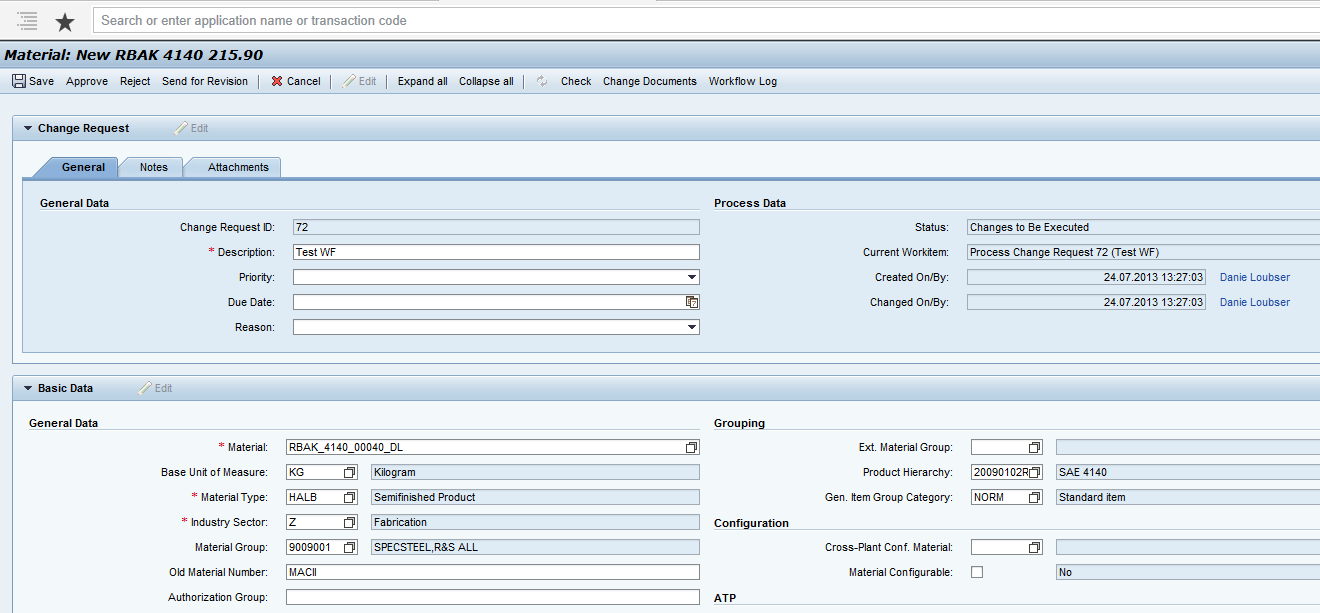 Search or enter application name or transaction code
Material: New RBAK 4140 215.90
Save Approve Reject Send for Revision Cancel Edit Expand all Collapse all Check Change Documents Workflow Log
Change Request Edit
General Notes Attachments
General Data
Change Request ID: 72
* Description: Test WF
Priority:
Due Date:
Reason:
Process Data
Status: Changes to Be Executed
Current Workitem: Process Change Request 72 (Test WF)
Created On/By: 24.07.2013 13:27:03 Danie Loubser
Changed On/By: 24.07.2013 13:27:03 Danie Loubser
Basic Data Edit
General Data
* Material: RBAK_4140_00040_DL
Base Unit of Measure: KG Kilogram
* Material Type: HALB Semifinished Product
* Industry Sector: Z Fabrication
Material Group: 9009001 SPECSTEEL,R&S ALL
Old Material Number: MACII
Authorization Group:
Grouping
Ext. Material Group:
Product Hierarchy: 20090102R SAE 4140
Gen. Item Group Category: NORM Standard item
Configuration
Cross-Plant Conf. Material:
Material Configurable: No
ATP